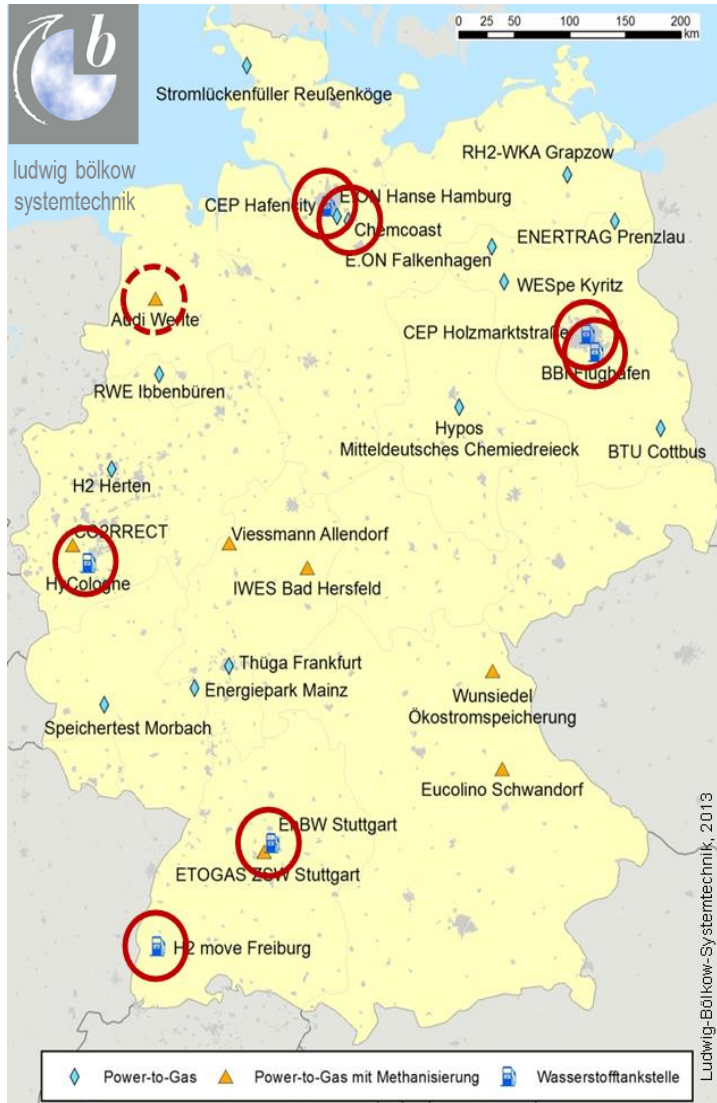 b
ludwig bölkow
systemtechnik
0 25 50 100 150 200
km
Stromlückenfüller Reußenköge
RH2-WKA Grapzow
CEP Hafencity
E.ON Hanse Hamburg
Chemcoast
ENERTRAG Prenzlau
E.ON Falkenhagen
WESpe Kyritz
Audi Werlte
CEP Holzmarktstraße
BBI Flughafen
RWE Ibbenbüren
Hypos
Mitteldeutsches Chemiedreieck
BTU Cottbus
H2 Herten
CO2RRECT
Viessmann Allendorf
HyCologne
IWES Bad Hersfeld
Thüga Frankfurt
Energiepark Mainz
Wunsiedel
Ökostromspeicherung
Speichertest Morbach
Eucolino Schwandorf
EnBW Stuttgart
ETOGAS ZSW Stuttgart
H2 move Freiburg
Ludwig-Bölkow-Systemtechnik, 2013
Power-to-Gas
Power-to-Gas mit Methanisierung
Wasserstofftankstelle